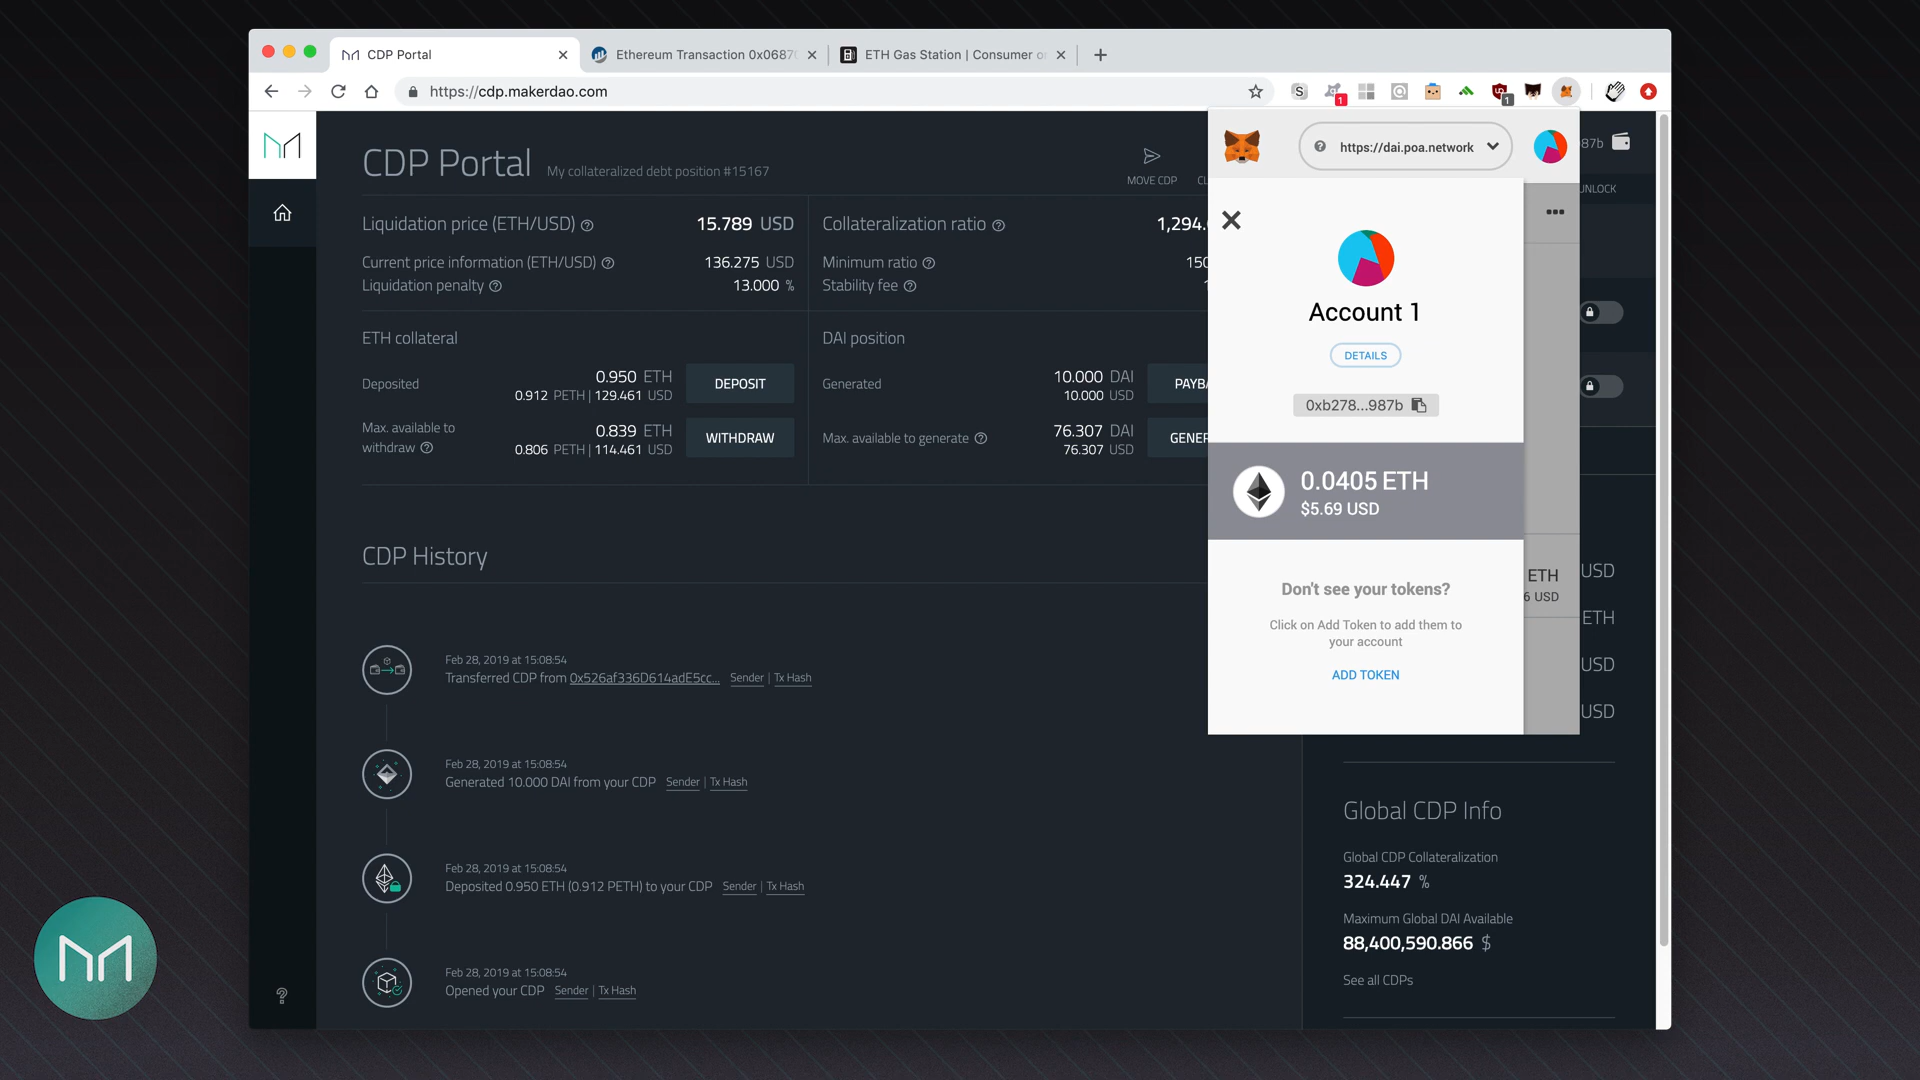 CDP Portal
Ethereum Transaction 0x0687
ETH Gas Station | Consumer o
https://cdp.makerdao.com
CDP Portal My collateralized debt position #15167
MOVE CDP
Liquidation price (ETH/USD) 15.789 USD
Current price information (ETH/USD) 136.275 USD
Liquidation penalty 13.000 %
Collateralization ratio 1,294.
Minimum ratio 150
Stability fee
ETH collateral
Deposited 0.950 ETH
0.912 PETH | 129.461 USD
DEPOSIT
Max. available to withdraw 0.839 ETH
0.806 PETH | 114.461 USD
WITHDRAW
DAI position
Generated 10.000 DAI
10.000 USD
PAYBA
Max. available to generate 76.307 DAI
76.307 USD
GENER
CDP History
Feb 28, 2019 at 15:08:54
Transferred CDP from 0x526af336D614adE5cc... Sender | Tx Hash
Feb 28, 2019 at 15:08:54
Generated 10.000 DAI from your CDP Sender | Tx Hash
Feb 28, 2019 at 15:08:54
Deposited 0.950 ETH (0.912 PETH) to your CDP Sender | Tx Hash
Feb 28, 2019 at 15:08:54
Opened your CDP Sender | Tx Hash
https://dai.poa.network
87b
UNLOCK
Account 1
DETAILS
0xb278...987b
0.0405 ETH
$5.69 USD
Don't see your tokens?
Click on Add Token to add them to
your account
ADD TOKEN
ETH
6 USD
USD
ETH
USD
USD
Global CDP Info
Global CDP Collateralization
324.447 %
Maximum Global DAI Available
88,400,590.866 $
See all CDPs